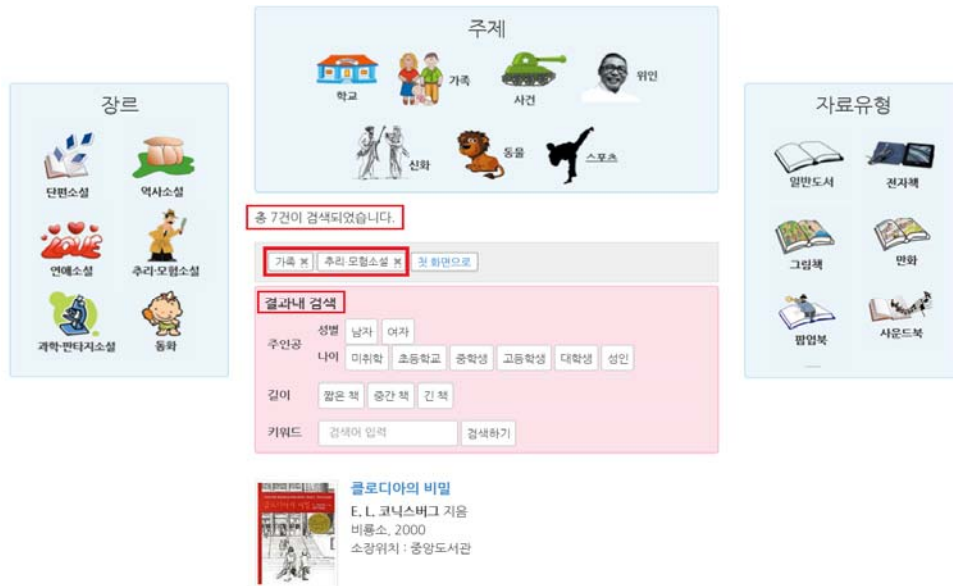 주제
학교
가족
사건
위인
신화
동물
스포츠
장르
단편소설
역사소설
연애소설
추리·모험소설
과학·판타지소설
동화
자료유형
일반도서
전자책
그림책
만화
팝업북
사운드북
총 7건이 검색되었습니다.
가족 × 추리 모험소설 × 첫 화면으로
결과내 검색
주인공
성별 남자 여자
나이 미취학 초등학교 중학생 고등학생 대학생 성인
길이 짧은 책 중간 책 긴 책
키워드 검색어 입력 검색하기
클로디아의 비밀
E. L. 코닉스버그 지음
비룡소, 2000
소장위치 : 중앙도서관